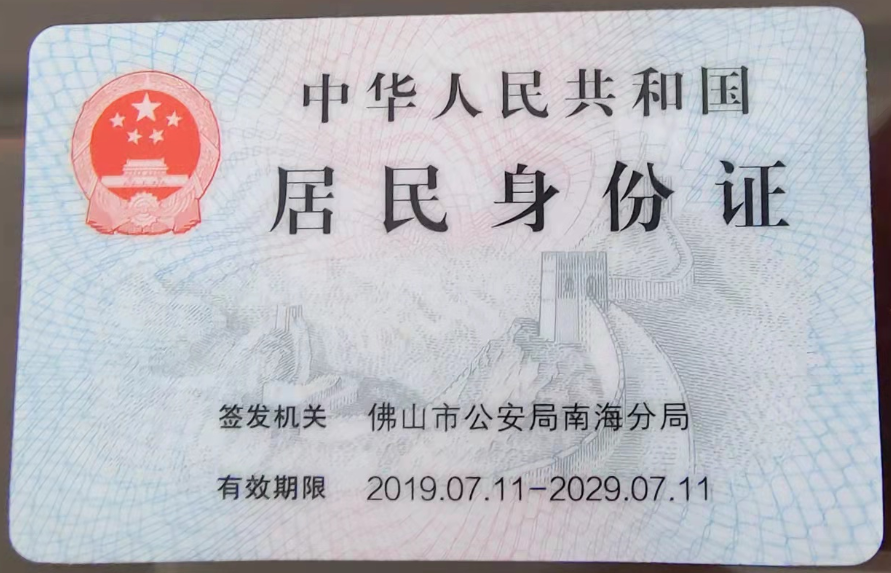 中华人民共和国
居民身份证
签发机关 佛山市公安局南海分局
有效期限 2019.07.11-2029.07.11